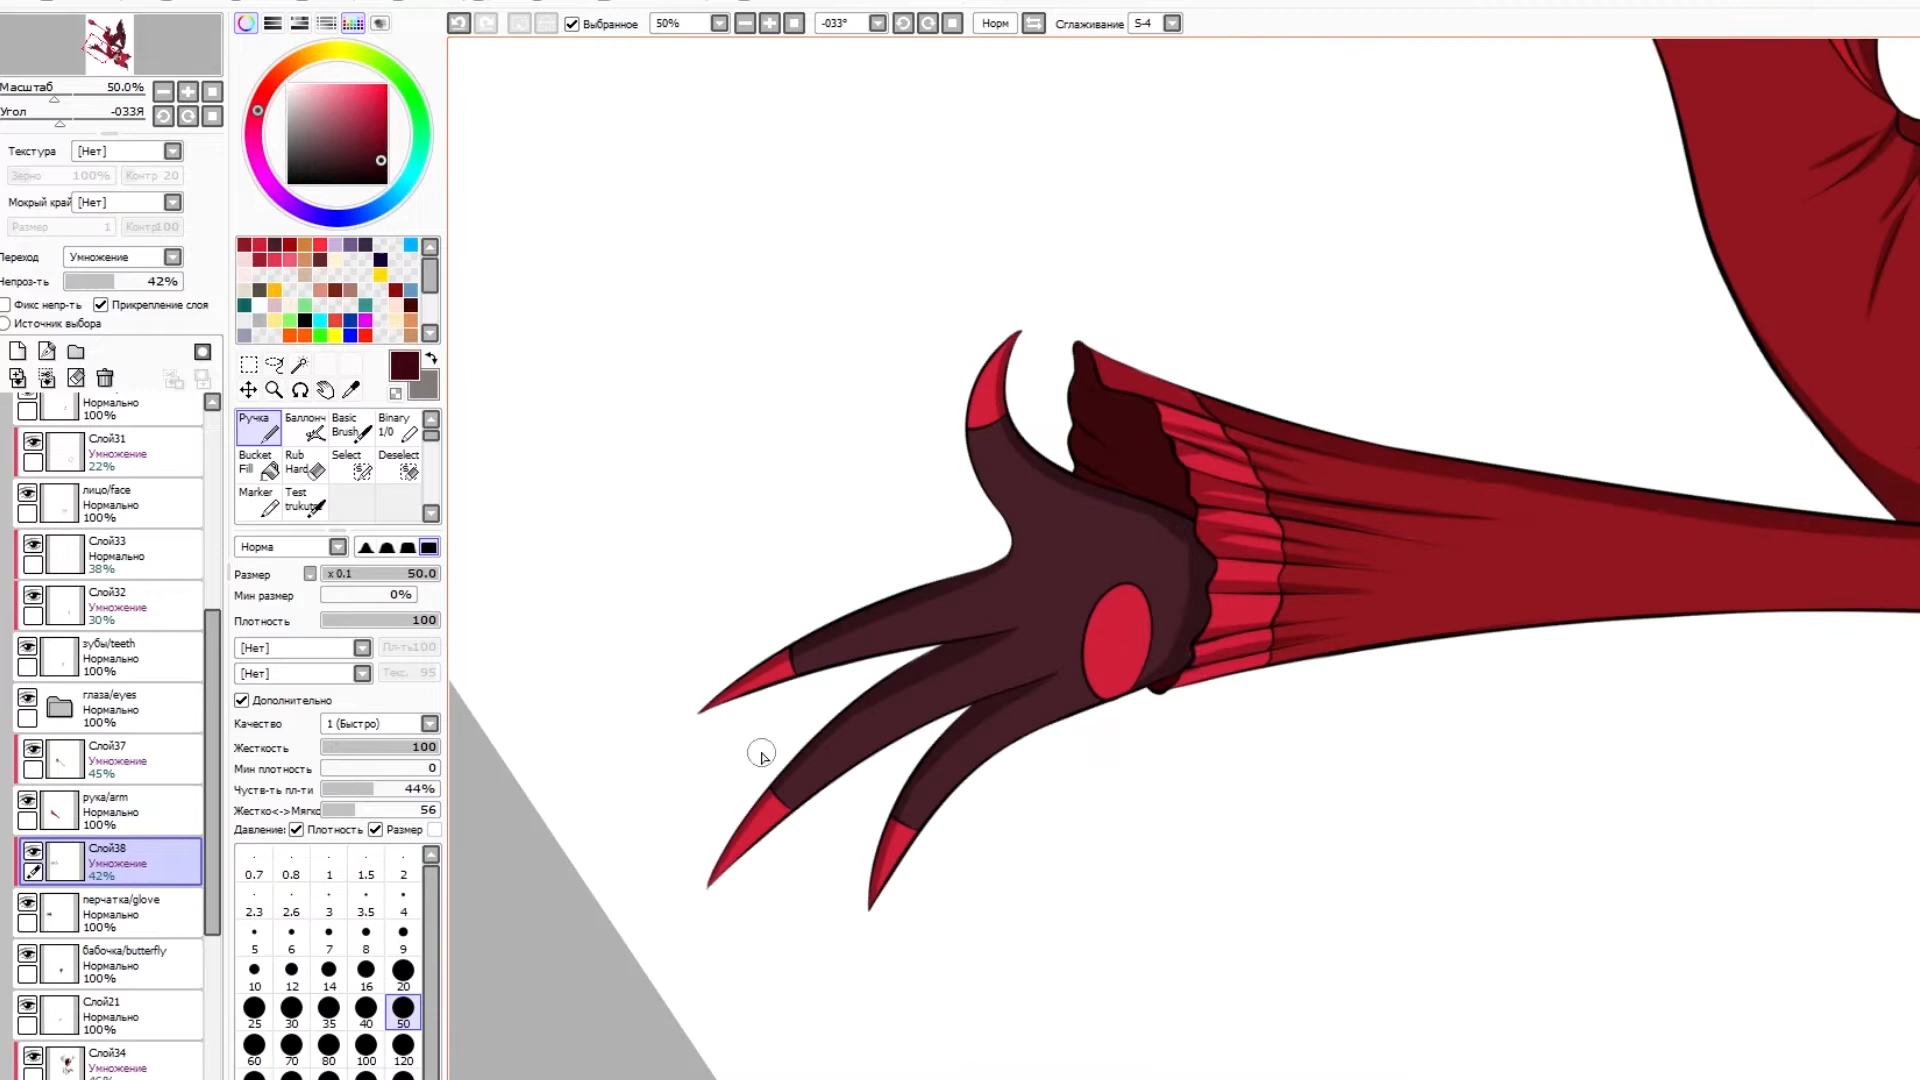 Выбранное 50% -033° Норм Сглаживание S-4
Масштаб 50.0%
Угол -033Я
Текстура [Нет]
Зерно 100% Контр 20
Мокрый край [Нет]
Размер 1 Контр100
Переход Умножение
Непроз-ть 42%
Фикс непр-ть Прикрепление слоя
Источник выбора
Нормально
100%
Слой31
Умножение
22%
лицо/face
Нормально
100%
Слой33
Нормально
38%
Слой32
Умножение
30%
зубы/teeth
Нормально
100%
глаза/eyes
Нормально
100%
Слой37
Умножение
45%
рука/arm
Нормально
100%
Слой38
Умножение
42%
перчатка/glove
Нормально
100%
бабочка/butterfly
Нормально
100%
Слой21
Нормально
100%
Слой34
Умножение
Ручка Баллонч Basic Brush Binary 1/0
Bucket Fill Rub Hard Select Deselect
Marker Test trukut
Норма
Размер x 0.1 50.0
Мин размер 0%
Плотность 100
[Нет] Пл-ть100
[Нет] Текс. 95
Дополнительно
Качество 1 (Быстро)
Жесткость 100
Мин плотность 0
Чуств-ть пл-ти 44%
Жестко<->Мягко 56
Давление: Плотность Размер
0.7 0.8 1 1.5 2
2.3 2.6 3 3.5 4
5 6 7 8 9
10 12 14 16 20
25 30 35 40 50
60 70 80 100 120